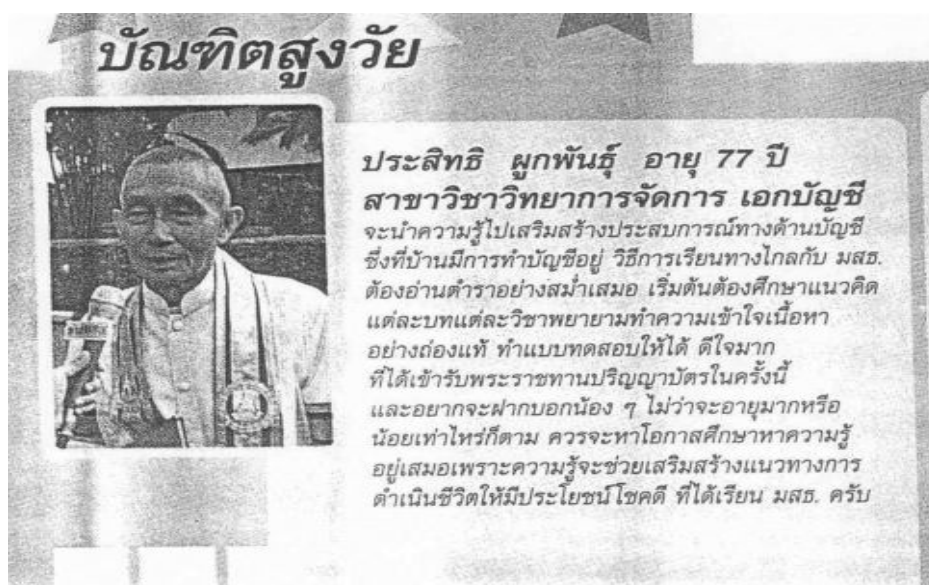 บัณฑิตสูงวัย
ประสิทธิ ผูกพันธุ์ อายุ 77 ปี
สาขาวิชาวิทยาการจัดการ เอกบัญชี
จะนำความรู้ไปเสริมสร้างประสบการณ์ทางด้านบัญชี
ซึ่งที่บ้านมีการทำบัญชีอยู่ วิธีการเรียนทางไกลกับ มสธ.
ต้องอ่านตำราอย่างสม่ำเสมอ เริ่มต้นต้องศึกษาแนวคิด
แต่ละบทแต่ละวิชาพยายามทำความเข้าใจเนื้อหา
อย่างถ่องแท้ ทำแบบทดสอบให้ได้ ดีใจมาก
ที่ได้เข้ารับพระราชทานปริญญาบัตรในครั้งนี้
และอยากจะฝากบอกน้อง ๆ ไม่ว่าจะอายุมากหรือ
น้อยเท่าไหร่ก็ตาม ควรจะหาโอกาสศึกษาหาความรู้
อยู่เสมอเพราะความรู้จะช่วยเสริมสร้างแนวทางการ
ดำเนินชีวิตให้มีประโยชน์โชคดี ที่ได้เรียน มสธ. ครับ